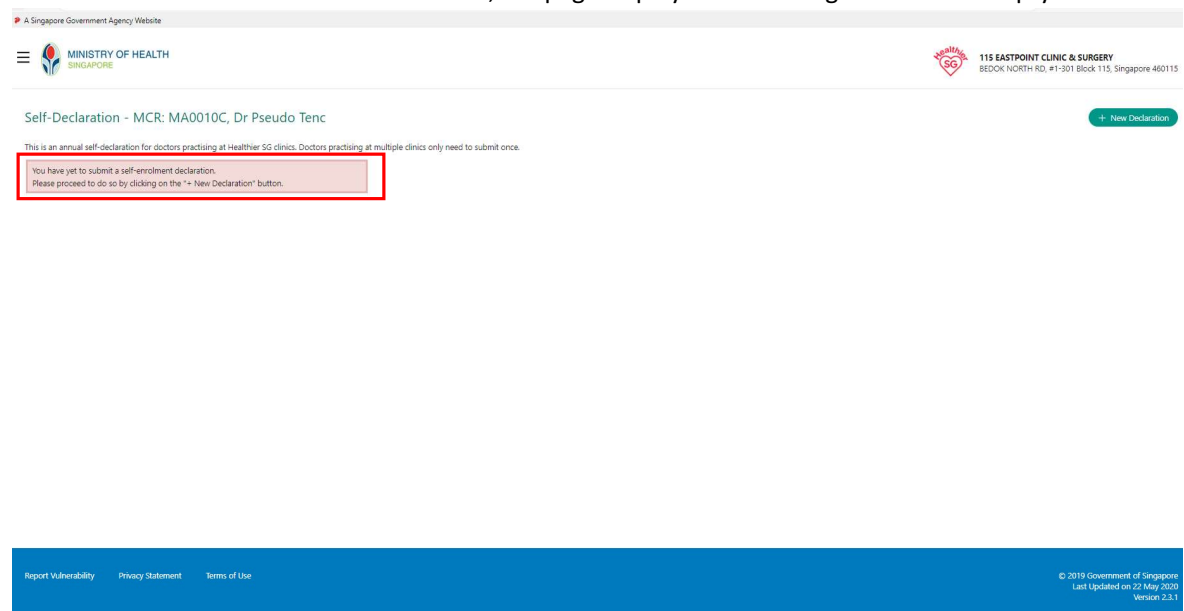 A Singapore Government Agency Website
MINISTRY OF HEALTH
SINGAPORE
Healthier
SG
115 EASTPOINT CLINIC & SURGERY
BEDOK NORTH RD, #1-301 Block 115, Singapore 460115
Self-Declaration - MCR: MA0010C, Dr Pseudo Tenc
+ New Declaration
This is an annual self-declaration for doctors practising at Healthier SG clinics. Doctors practising at multiple clinics only need to submit once.
You have yet to submit a self-enrolment declaration.
Please proceed to do so by clicking on the "+ New Declaration" button.
Report Vulnerability Privacy Statement Terms of Use
© 2019 Government of Singapore
Last Updated on 22 May 2020
Version 2.3.1